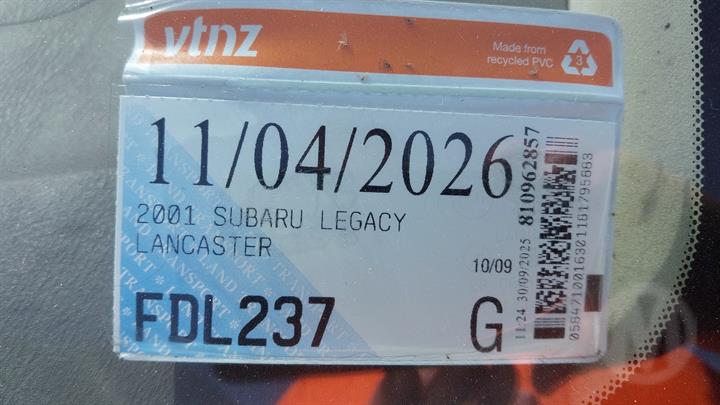 vtnz
Made from
recycled PVC
3
11/04/2026
2001 SUBARU LEGACY
LANCASTER
10/09
FDL237
G
11:24 30/09/2025 810962857
TRANSPORT